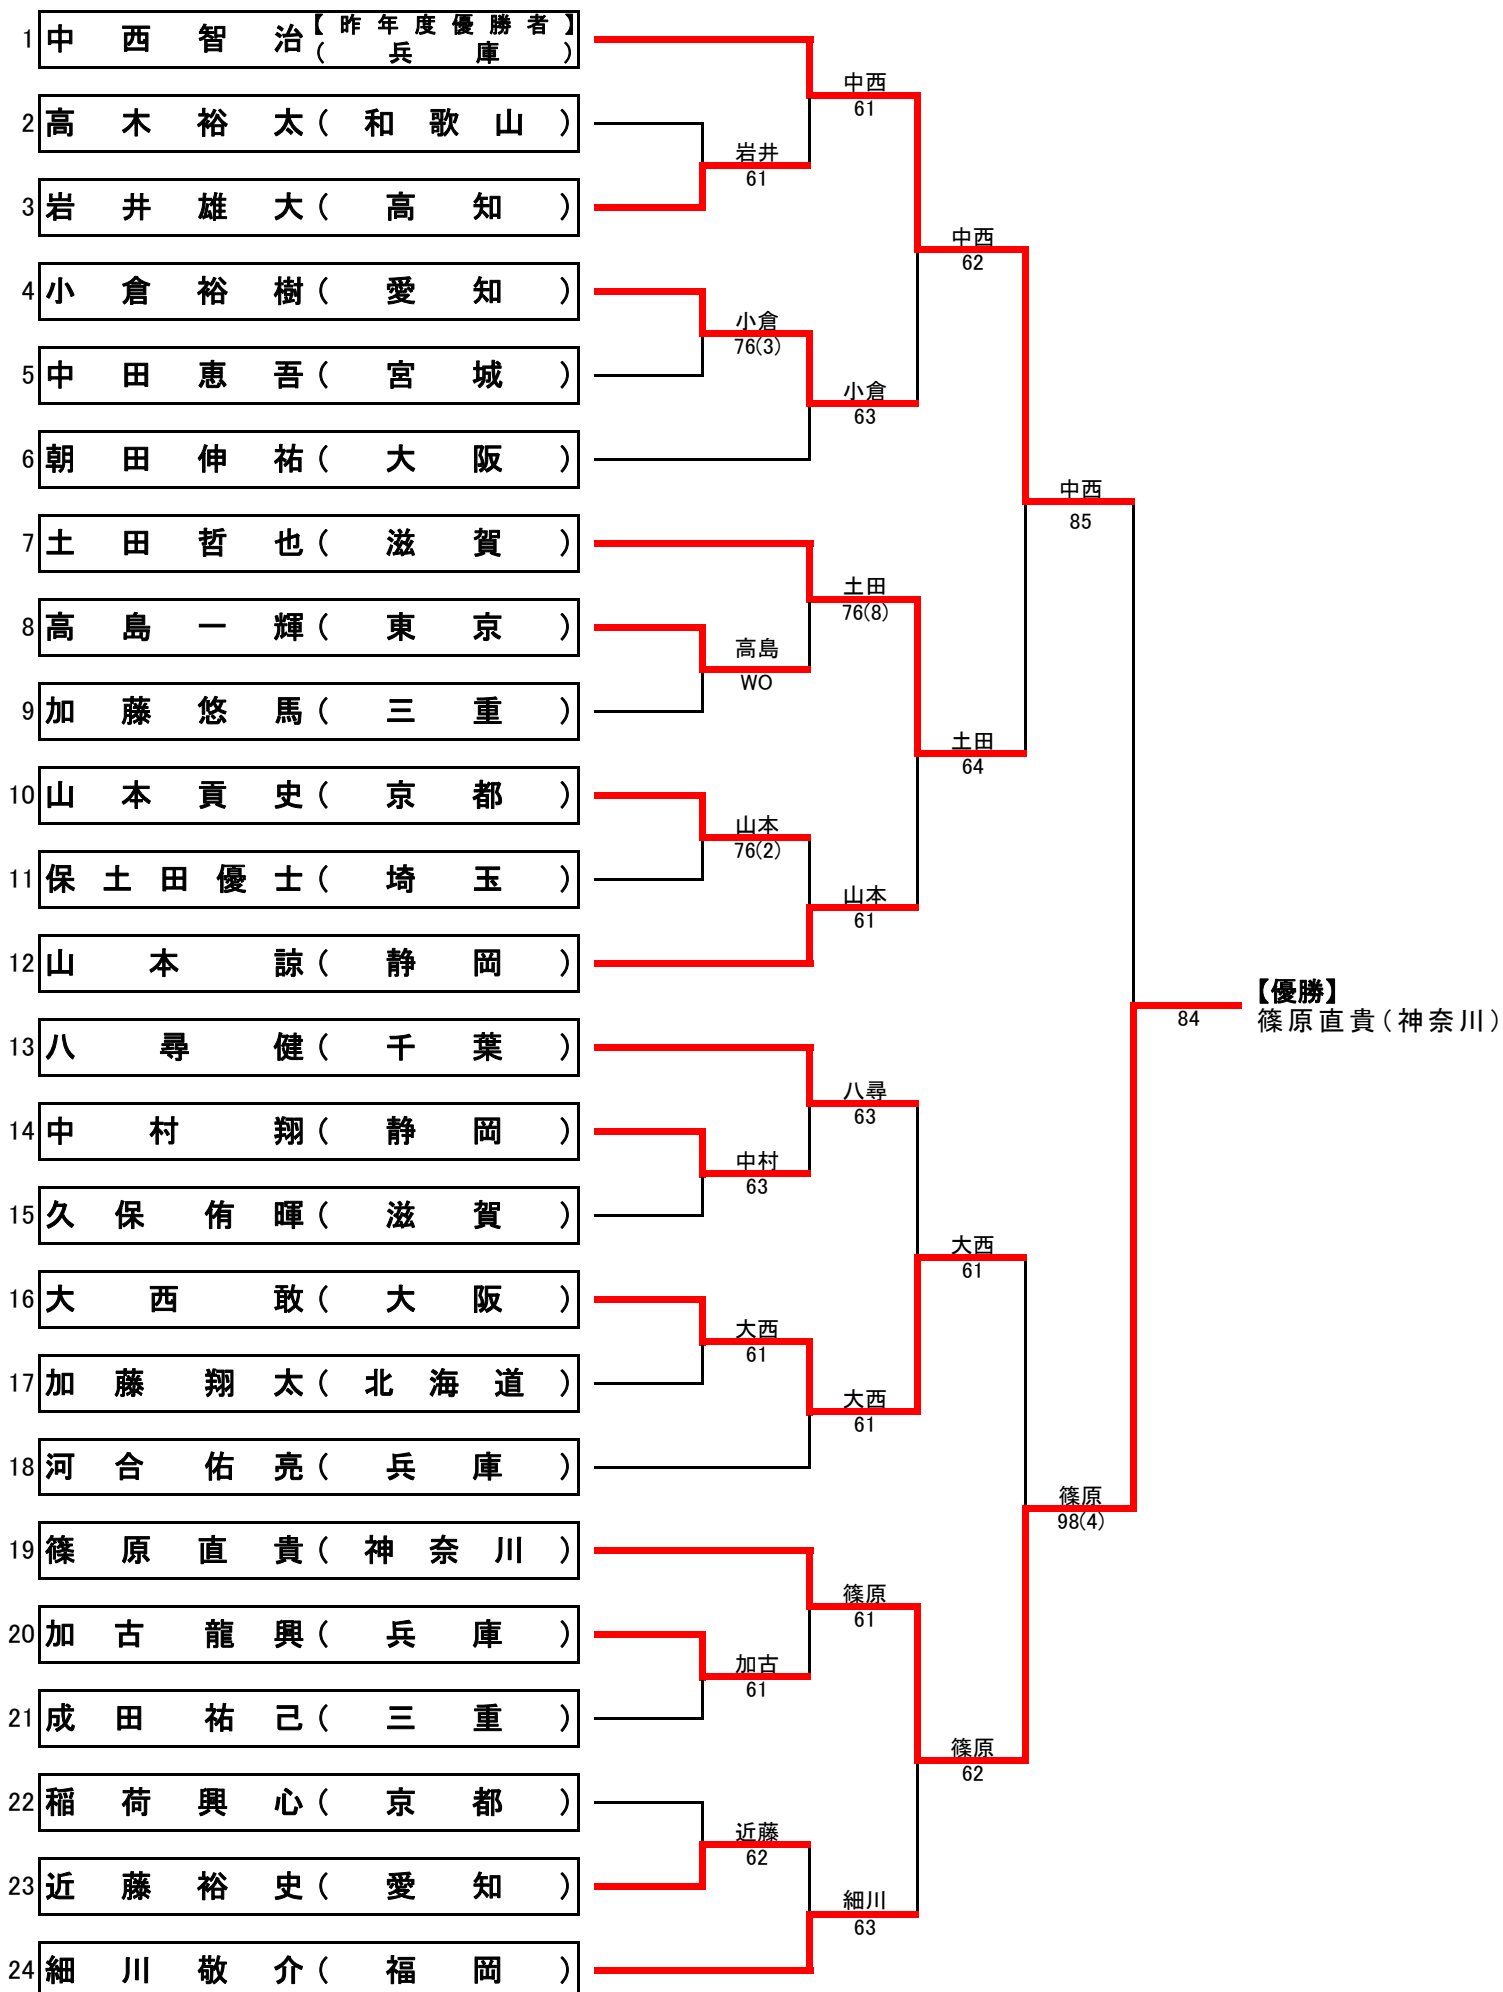 1 中西智治 【昨年度優勝者】
(兵庫)
2 高木裕太(和歌山)
3 岩井雄大(高知)
4 小倉裕樹(愛知)
5 中田恵吾(宮城)
6 朝田伸祐(大阪)
7 土田哲也(滋賀)
8 高島一輝(東京)
9 加藤悠馬(三重)
10 山本貢史(京都)
11 保土田優士(埼玉)
12 山本諒(静岡)
13 八尋健(千葉)
14 中村翔(静岡)
15 久保侑暉(滋賀)
16 大西敢(大阪)
17 加藤翔太(北海道)
18 河合佑亮(兵庫)
19 篠原直貴(神奈川)
20 加古龍興(兵庫)
21 成田祐己(三重)
22 稲荷興心(京都)
23 近藤裕史(愛知)
24 細川敬介(福岡)
岩井
61
小倉
76(3)
高島
WO
山本
76(2)
中村
63
大西
61
加古
61
近藤
62
中西
61
小倉
63
土田
76(8)
山本
61
八尋
63
大西
61
篠原
61
細川
63
中西
62
土田
64
大西
61
篠原
62
中西
85
篠原
98(4)
84
【優勝】
篠原直貴(神奈川)